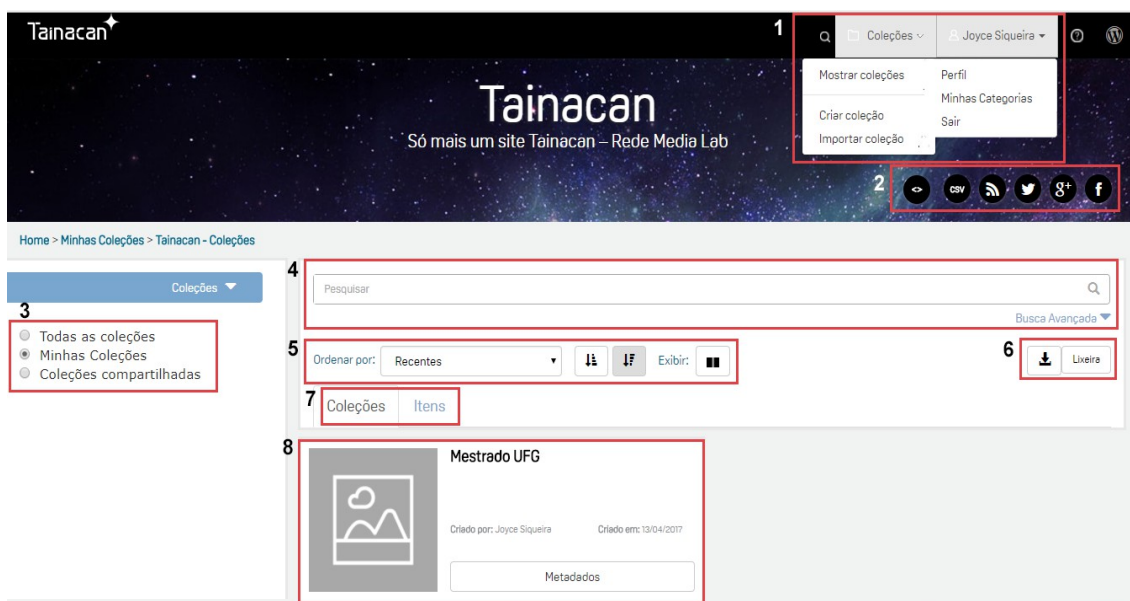 Tainacan
1
Coleções
Joyce Siqueira
?
Mostrar coleções
Criar coleção
Importar coleção
Perfil
Minhas Categorias
Sair
Tainacan
Só mais um site Tainacan – Rede Media Lab
2
<>
CSV
g+
f
Home > Minhas Coleções > Tainacan - Coleções
Coleções
3
Todas as coleções
Minhas Coleções
Coleções compartilhadas
4
Pesquisar
Busca Avançada
5
Ordenar por:
Recentes
Exibir:
6
Lixeira
7
Coleções
Itens
8
Mestrado UFG
Criado por: Joyce Siqueira
Criado em: 13/04/2017
Metadados